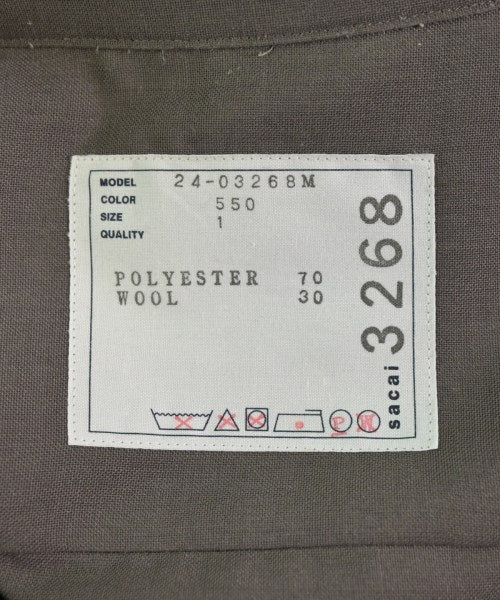 MODEL 24-03268M
COLOR 550
SIZE 1
QUALITY
POLYESTER 70
WOOL 30
P W
sacai 3268